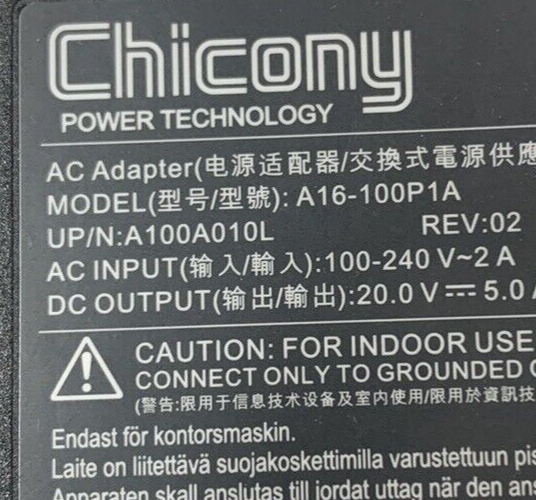 Chicony
POWER TECHNOLOGY
AC Adapter(电源适配器/交換式電源供應
MODEL(型号/型號): A16-100P1A
UP/N:A100A010L REV:02
AC INPUT(输入/輸入):100-240 V~2 A
DC OUTPUT(输出/輸出):20.0 V ⎓ 5.0 A
CAUTION: FOR INDOOR USE
CONNECT ONLY TO GROUNDED
(警告:限用于信息技术设备及室内使用/限用於資訊技
Endast för kontorsmaskin.
Laite on liitettävä suojakoskettimilla varustettuun pis
Apparaten skall anslutas till jordat uttag när den ans